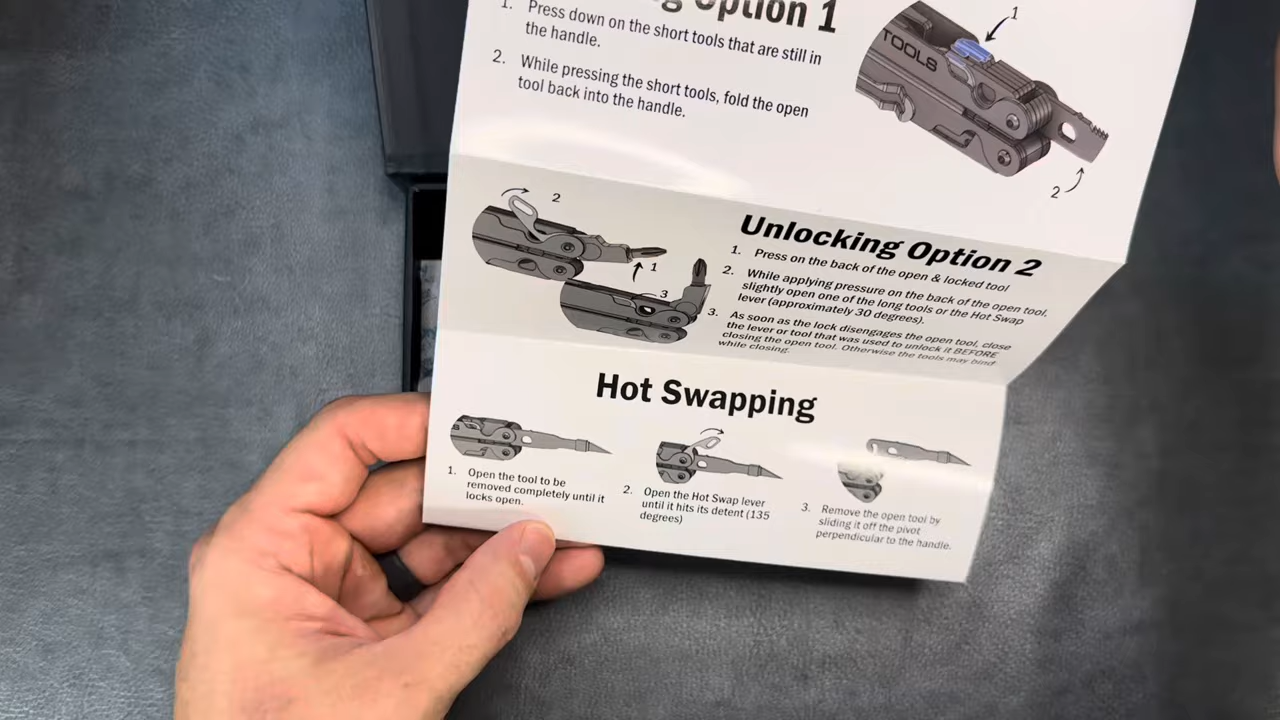 Option 1
1. Press down on the short tools that are still in
the handle.
2. While pressing the short tools, fold the open
tool back into the handle.
1
TOOLS
2
2
1
3
Unlocking Option 2
1. Press on the back of the open & locked tool
2. While applying pressure on the back of the open tool,
slightly open one of the long tools or the Hot Swap
lever (approximately 30 degrees).
3. As soon as the lock disengages the open tool, close
the lever or tool that was used to unlock it BEFORE
closing the open tool. Otherwise the tools may bind
while closing.
Hot Swapping
1. Open the tool to be
removed completely until it
locks open.
2. Open the Hot Swap lever
until it hits its detent (135
degrees)
3. Remove the open tool by
sliding it off the pivot
perpendicular to the handle.